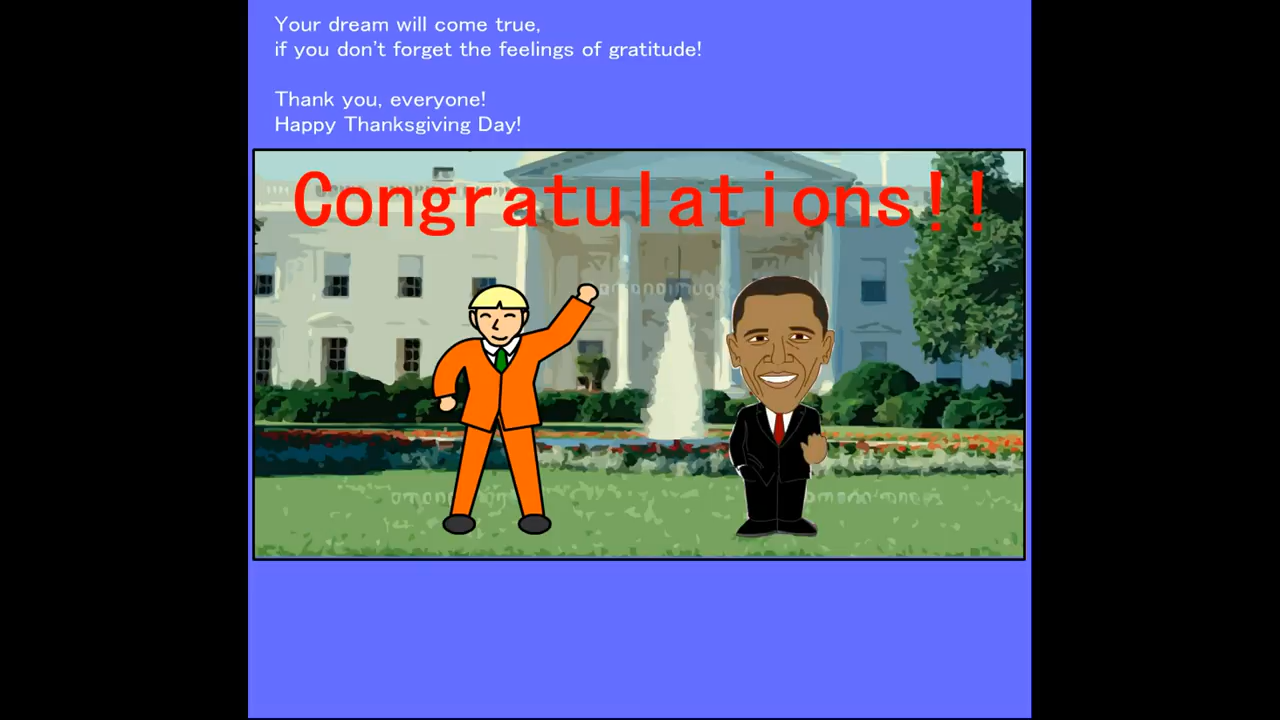 Your dream will come true,
if you don't forget the feelings of gratitude!
Thank you, everyone!
Happy Thanksgiving Day!
Congratulations!!